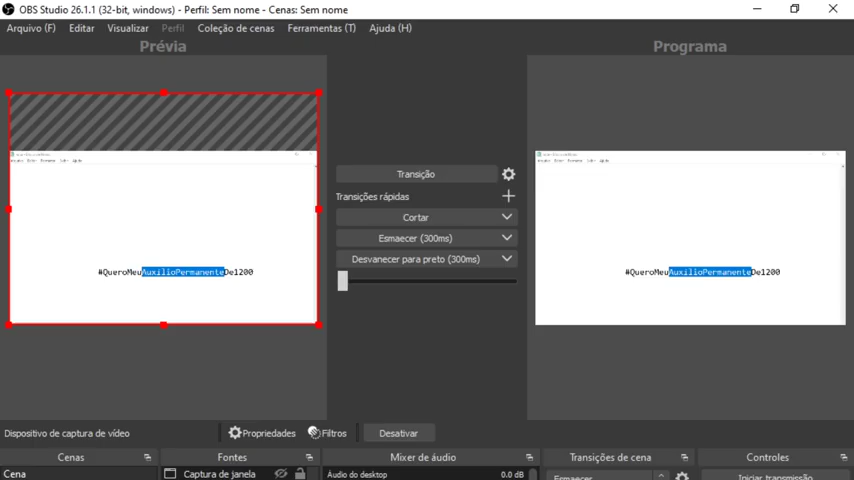 OBS Studio 26.1.1 (32-bit, windows) - Perfil: Sem nome - Cenas: Sem nome
Arquivo (F) Editar Visualizar Perfil Coleção de cenas Ferramentas (T) Ajuda (H)
Prévia Programa
Transição
Transições rápidas
Cortar
Esmaecer (300ms)
Desvanecer para preto (300ms)
#QueroMeuAuxilioPermanenteDe1200 #QueroMeuAuxilioPermanenteDe1200
Dispositivo de captura de vídeo Propriedades Filtros Desativar
Cenas Fontes Mixer de áudio Transições de cena Controles
Cena Captura de janela Áudio do desktop 0.0 dB Esmaecer Iniciar transmissão